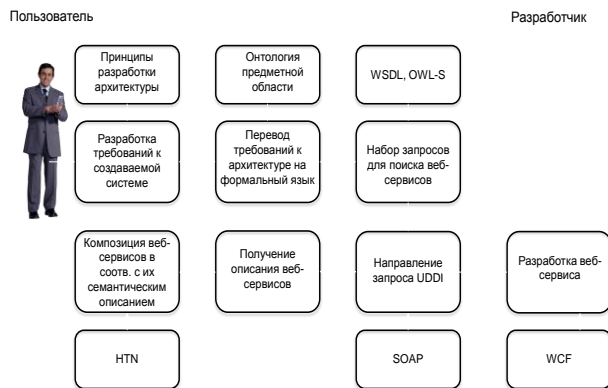 Пользователь
Разработчик
Принципы
разработки
архитектуры
Онтология
предметной
области
WSDL, OWL-S
Разработка
требований к
создаваемой
системе
Перевод
требований к
архитектуре на
формальный язык
Набор запросов
для поиска веб-
сервисов
Композиция веб-
сервисов в
соотв. с их
семантическим
описанием
Получение
описания веб-
сервисов
Направление
запроса UDDI
Разработка веб-
сервиса
HTN
SOAP
WCF